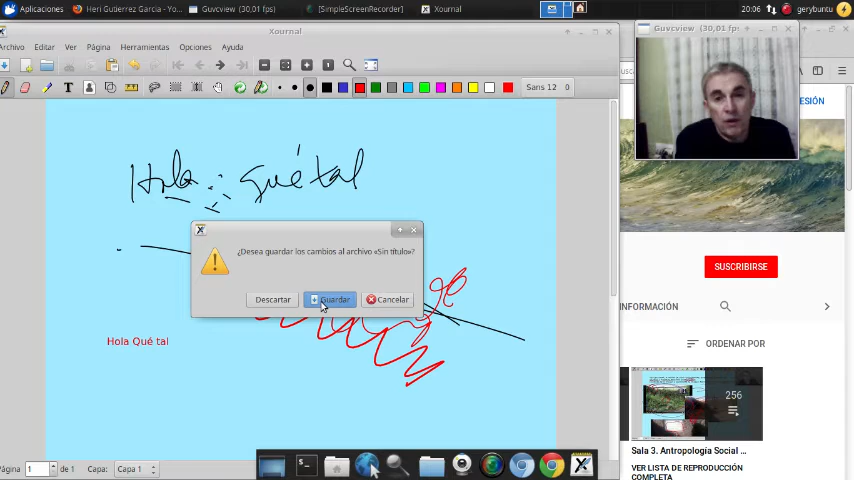 Aplicaciones
Heri Gutierrez Garcia - Yo...
Guvcview (30,01 fps)
[SimpleScreenRecorder]
Xournal
20:06
gerybuntu
Xournal
Guvcview (30,01 fps)
Archivo Editar Ver Página Herramientas Opciones Ayuda
Sans 12
Hola : Qué tal
¿Desea guardar los cambios al archivo «Sin título»?
Descartar Guardar Cancelar
Hola Qué tal
ESIÓN
SUSCRIBIRSE
INFORMACIÓN
ORDENAR POR
256
Sala 3. Antropología Social ...
VER LISTA DE REPRODUCCIÓN
COMPLETA
Página 1 de 1 Capa: Capa 1